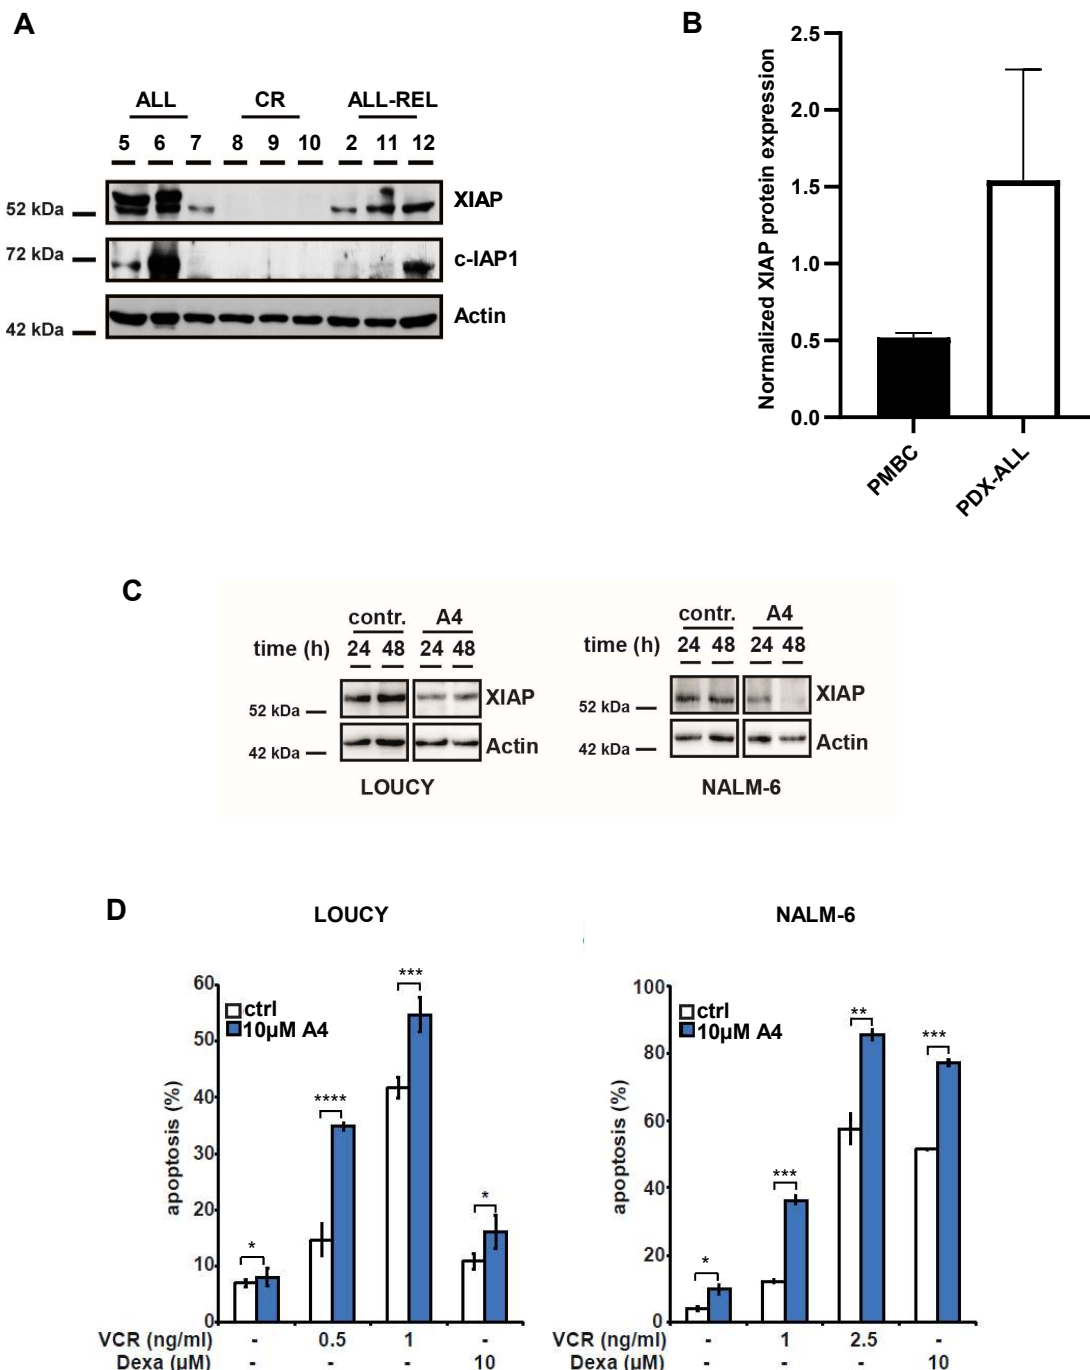 A
ALL CR ALL-REL
5 6 7 8 9 10 2 11 12
52 kDa XIAP
72 kDa c-IAP1
42 kDa Actin
B
Normalized XIAP protein expression
2.5
2.0
1.5
1.0
0.5
0.0
PMBC PDX-ALL
C
contr. A4
time (h) 24 48 24 48
52 kDa XIAP
42 kDa Actin
LOUCY
contr. A4
time (h) 24 48 24 48
52 kDa XIAP
42 kDa Actin
NALM-6
D
LOUCY
apoptosis (%)
60
50
40
30
20
10
0
ctrl
10µM A4
* **** *** *
VCR (ng/ml) - 0.5 1 -
Dexa (µM) - - - 10
NALM-6
apoptosis (%)
100
80
60
40
20
0
ctrl
10µM A4
* *** ** ***
VCR (ng/ml) - 1 2.5 -
Dexa (µM) - - - 10